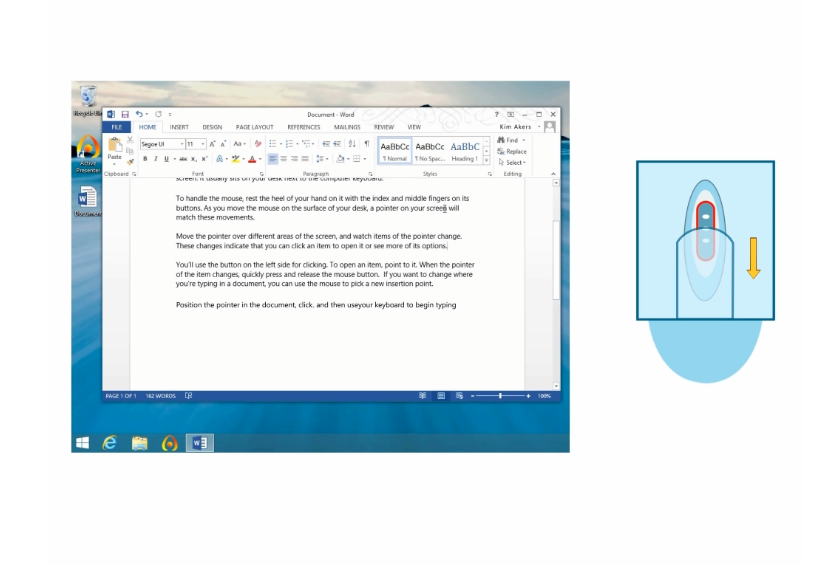 Recycle Bin
Active
Presenter
Document
Document - Word
FILE HOME INSERT DESIGN PAGE LAYOUT REFERENCES MAILINGS REVIEW VIEW Kim Akers
Segoe UI 11
Paste
AaBbCc AaBbCc AaBbC
¶ Normal ¶ No Spac... Heading 1
Find
Replace
Select
Clipboard Font Paragraph Styles Editing
screen; it usually sits on your desk next to the computer keyboard.
To handle the mouse, rest the heel of your hand on it with the index and middle fingers on its
buttons. As you move the mouse on the surface of your desk, a pointer on your screen will
match these movements.
Move the pointer over different areas of the screen, and watch items of the pointer change.
These changes indicate that you can click an item to open it or see more of its options.
You'll use the button on the left side for clicking. To open an item, point to it. When the pointer
of the item changes, quickly press and release the mouse button. If you want to change where
you're typing in a document, you can use the mouse to pick a new insertion point.
Position the pointer in the document, click, and then useyour keyboard to begin typing
PAGE 1 OF 1 162 WORDS 100%